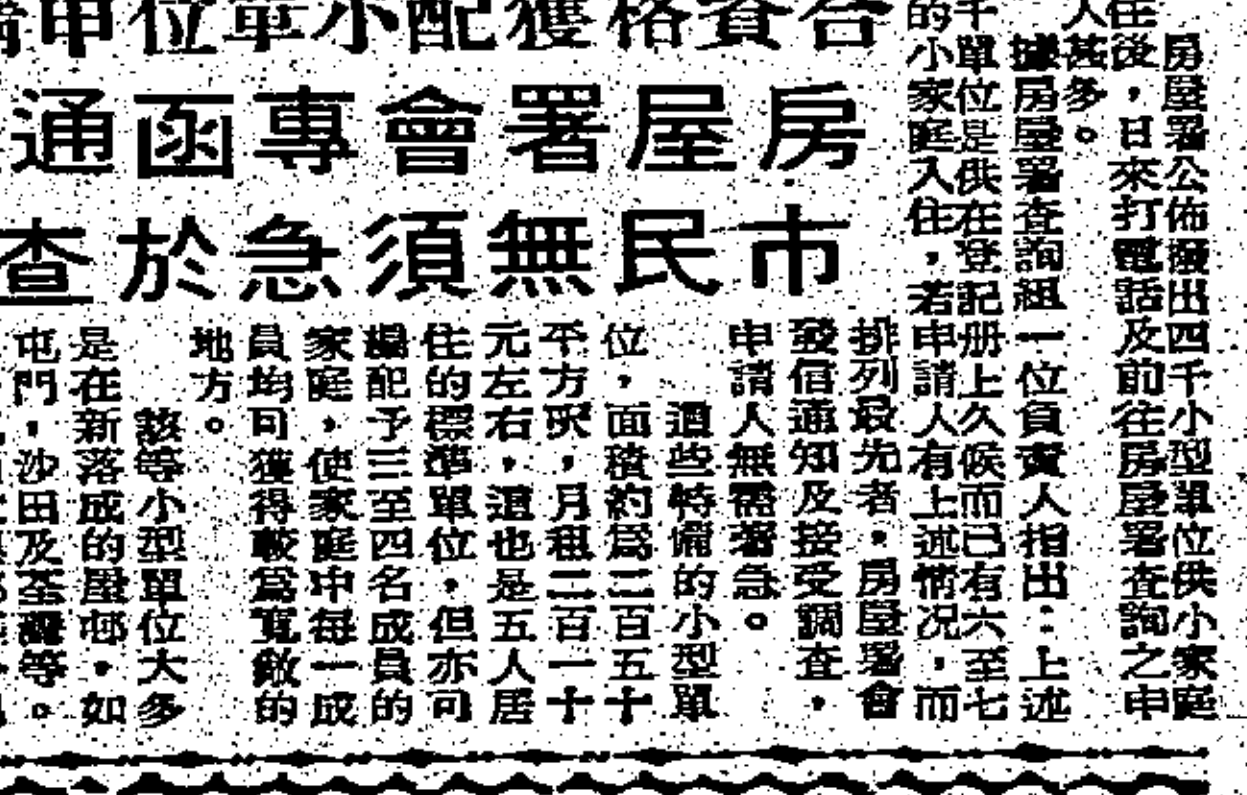 合資格獲配小單位申請
房屋署會專函通
市民無須急於查
房屋署公佈撥出四千小型單位供小家庭
住後，日來打電話及前往房屋署查詢之申
人甚多。
據房屋署查詢組一位負責人指出：上述
千單位是供在登記册上久候而已有六至七
的小家庭入住，若申請人有上述情况，而
排列最先者，房屋署會
發信通知及接受調查，
申請人無需著急。
這些特備的小型單
位，面積約爲二百五十
平方呎，月租二百一十
元左右，這也是五人居
住的標準單位，但亦可
編配予三至四名成員的
家庭，使家庭中每一成
員均可獲得較爲寬敞的
地方。
該等小型單位大多
是在新落成的屋邨，如
屯門，沙田及荃灣等。